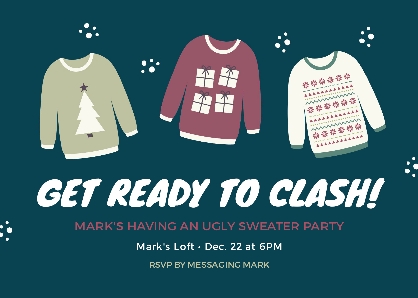 GET READY TO CLASH!
MARK'S HAVING AN UGLY SWEATER PARTY
Mark's Loft • Dec. 22 at 6PM
RSVP BY MESSAGING MARK